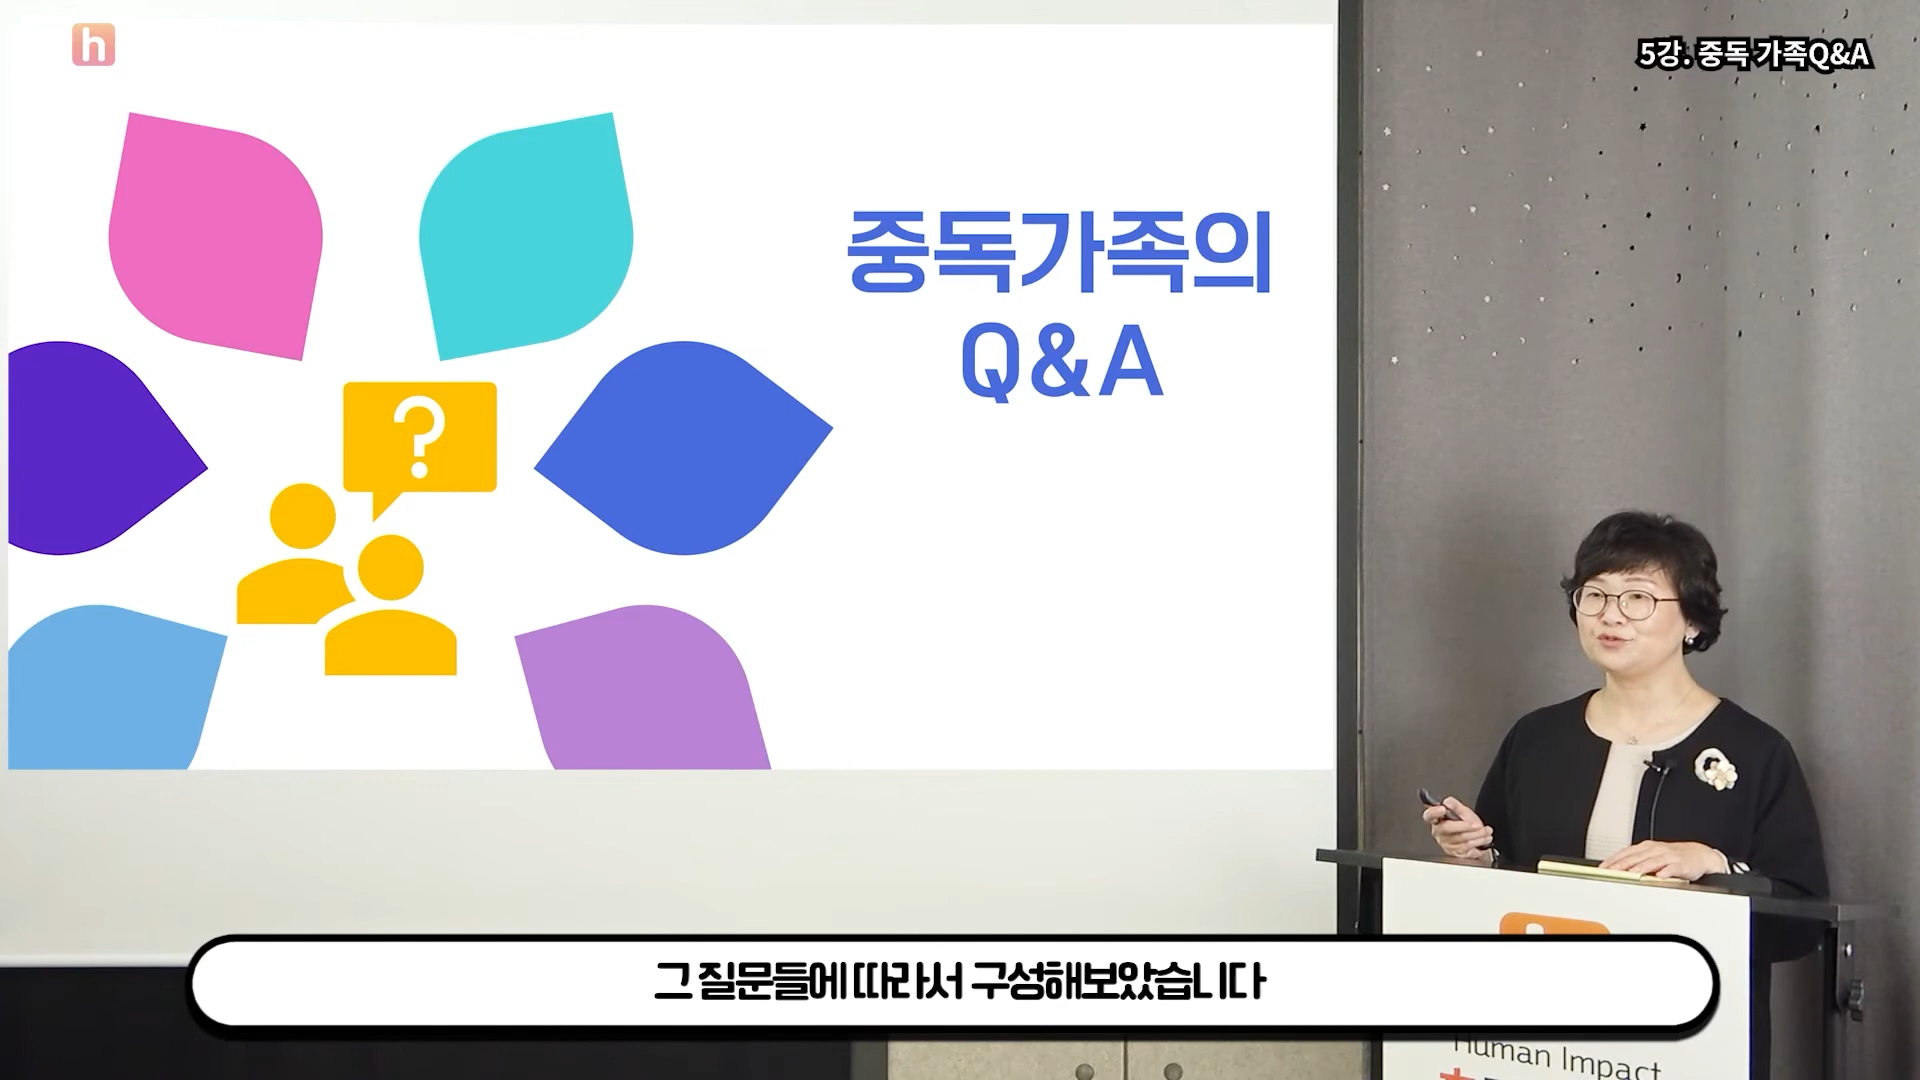 h
5강. 중독 가족Q&A
중독가족의
Q&A
?
그 질문들에 따라서 구성해보았습니다
Human Impact